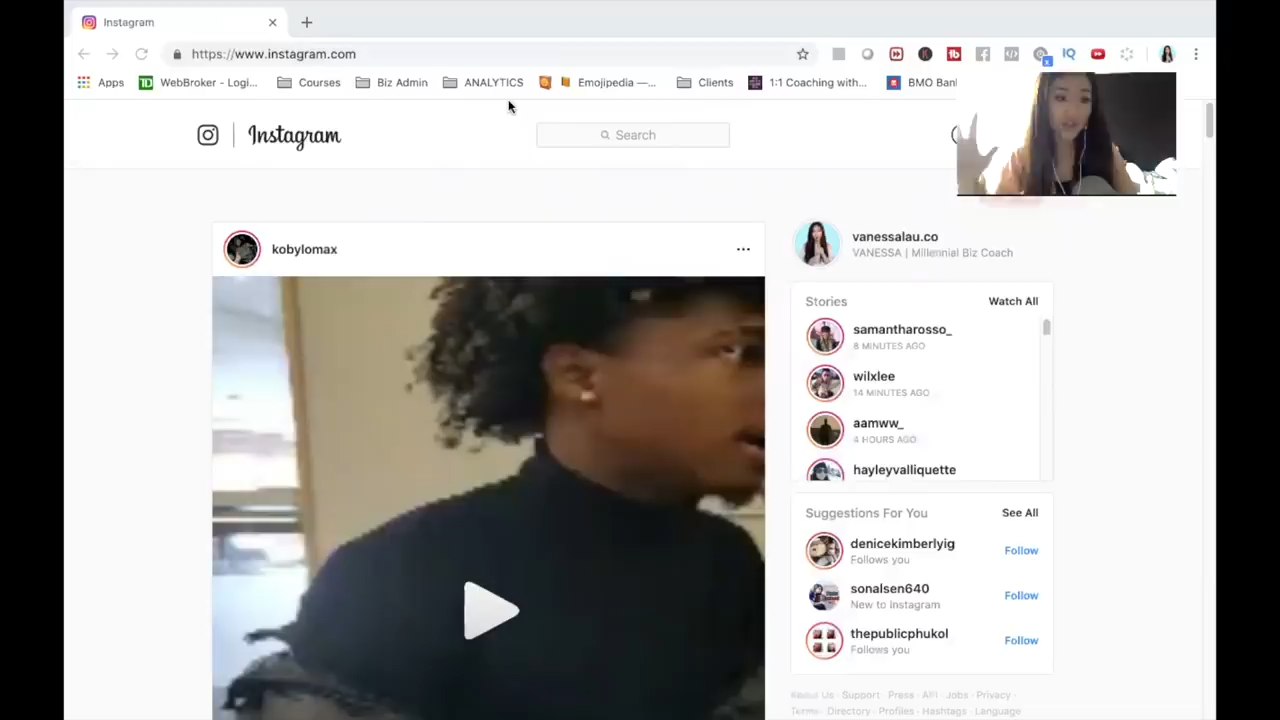 Instagram
https://www.instagram.com
IQ
Apps
WebBroker - Logi...
Courses
Biz Admin
ANALYTICS
Emojipedia —...
Clients
1:1 Coaching with...
BMO Bank
Instagram
Search
kobylomax
vanessalau.co
VANESSA | Millennial Biz Coach
Stories Watch All
samantharosso_
8 MINUTES AGO
wilxlee
14 MINUTES AGO
aamww_
4 HOURS AGO
hayleyvalliquette
Suggestions For You See All
denicekimberlyig
Follows you
Follow
sonalsen640
New to Instagram
Follow
thepublicphukol
Follows you
Follow
About Us · Support · Press · API · Jobs · Privacy ·
Terms · Directory · Profiles · Hashtags · Language